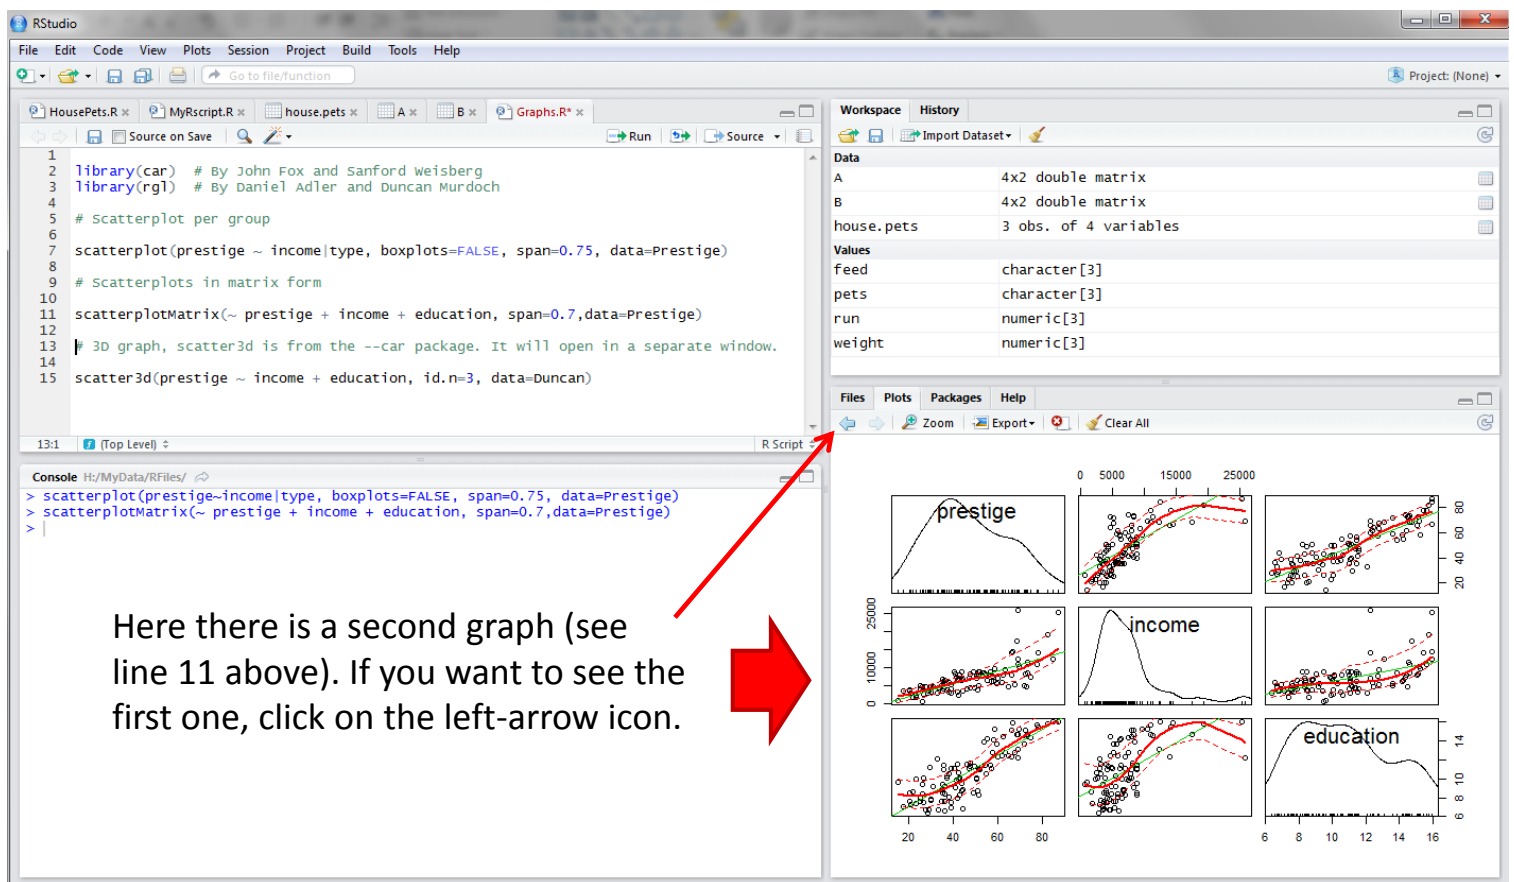 RStudio
File Edit Code View Plots Session Project Build Tools Help
Go to file/function
Project: (None)
HousePets.R MyRscript.R house.pets A B Graphs.R*
Source on Save Run Source
1
2 library(car) # By John Fox and Sanford Weisberg
3 library(rgl) # By Daniel Adler and Duncan Murdoch
4
5 # Scatterplot per group
6
7 scatterplot(prestige ~ income|type, boxplots=FALSE, span=0.75, data=Prestige)
8
9 # Scatterplots in matrix form
10
11 scatterplotMatrix(~ prestige + income + education, span=0.7,data=Prestige)
12
13 # 3D graph, scatter3d is from the --car package. It will open in a separate window.
14
15 scatter3d(prestige ~ income + education, id.n=3, data=Duncan)
13:1 (Top Level) R Script
Console H:/MyData/RFiles/
> scatterplot(prestige~income|type, boxplots=FALSE, span=0.75, data=Prestige)
> scatterplotMatrix(~ prestige + income + education, span=0.7,data=Prestige)
>
Here there is a second graph (see
line 11 above). If you want to see the
first one, click on the left-arrow icon.
Workspace History
Import Dataset
Data
A 4x2 double matrix
B 4x2 double matrix
house.pets 3 obs. of 4 variables
Values
feed character[3]
pets character[3]
run numeric[3]
weight numeric[3]
Files Plots Packages Help
Zoom Export Clear All
0 5000 15000 25000
prestige
80
60
40
20
25000
10000
0
income
education
14
10
8
6
20 40 60 80
6 8 10 12 14 16